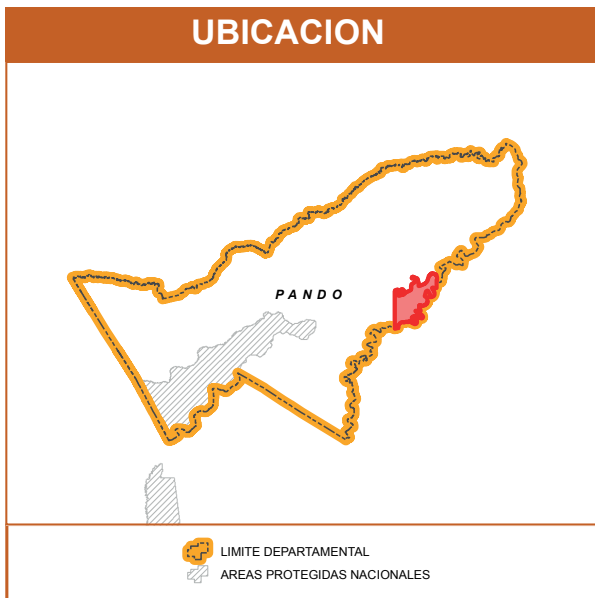 UBICACION
PANDO
LIMITE DEPARTAMENTAL
AREAS PROTEGIDAS NACIONALES